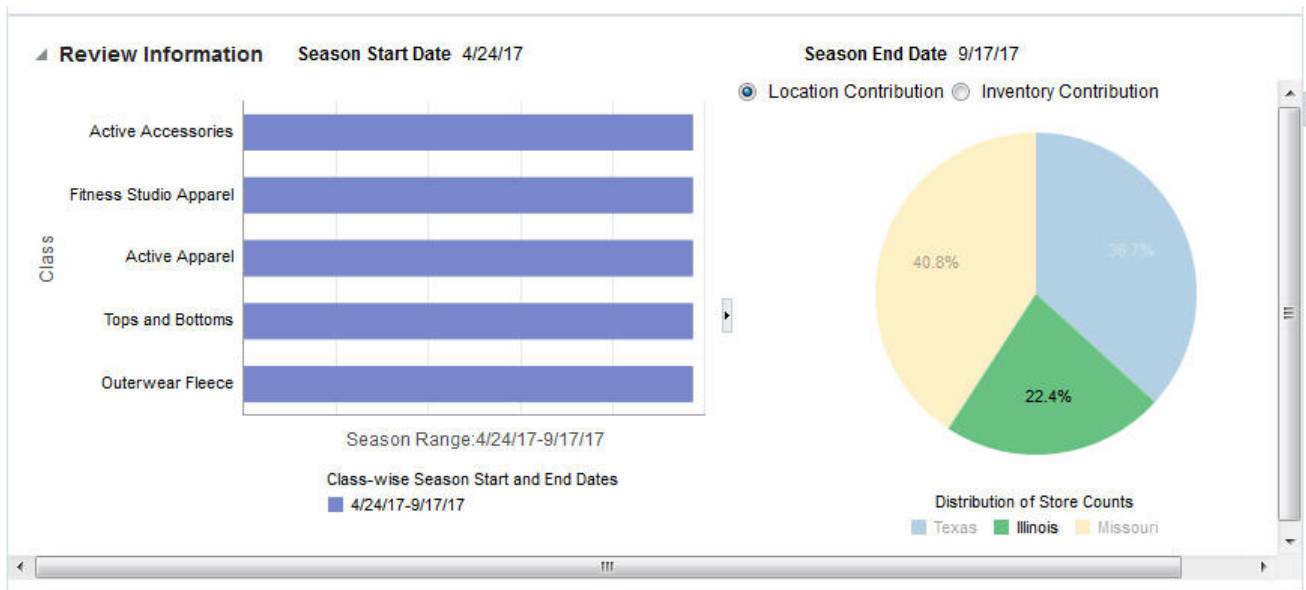 Review Information
Season Start Date 4/24/17
Season End Date 9/17/17
Location Contribution
Inventory Contribution
Class
Active Accessories
Fitness Studio Apparel
Active Apparel
Tops and Bottoms
Outerwear Fleece
Season Range:4/24/17-9/17/17
Class-wise Season Start and End Dates
4/24/17-9/17/17
36.7%
40.8%
22.4%
Distribution of Store Counts
Texas Illinois Missouri